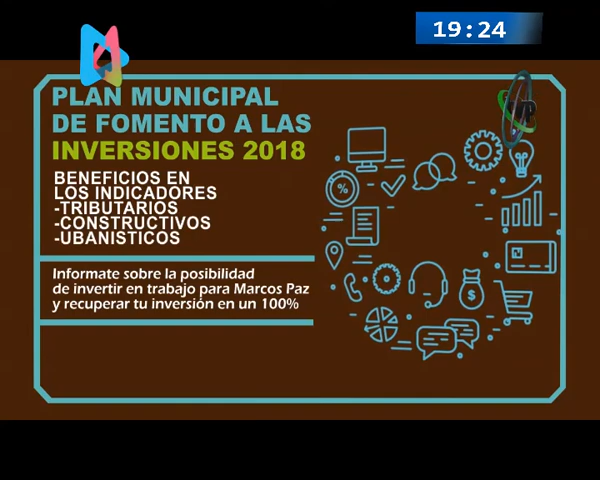 19:24
PLAN MUNICIPAL
DE FOMENTO A LAS
INVERSIONES 2018
BENEFICIOS EN
LOS INDICADORES
-TRIBUTARIOS
-CONSTRUCTIVOS
-UBANISTICOS
Informate sobre la posibilidad
de invertir en trabajo para Marcos Paz
y recuperar tu inversión en un 100%
%
$